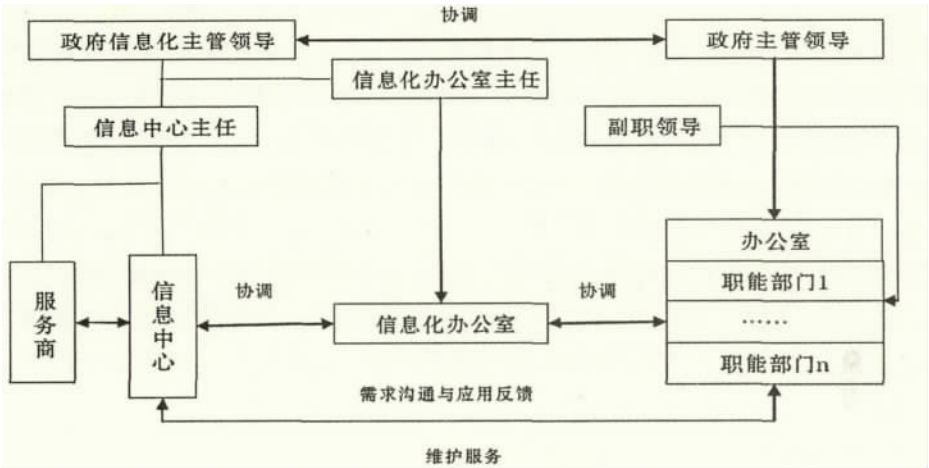 协调
政府信息化主管领导
政府主管领导
信息化办公室主任
信息中心主任
副职领导
办公室
职能部门1
……
职能部门n
服务商
信息中心
协调
信息化办公室
协调
需求沟通与应用反馈
维护服务